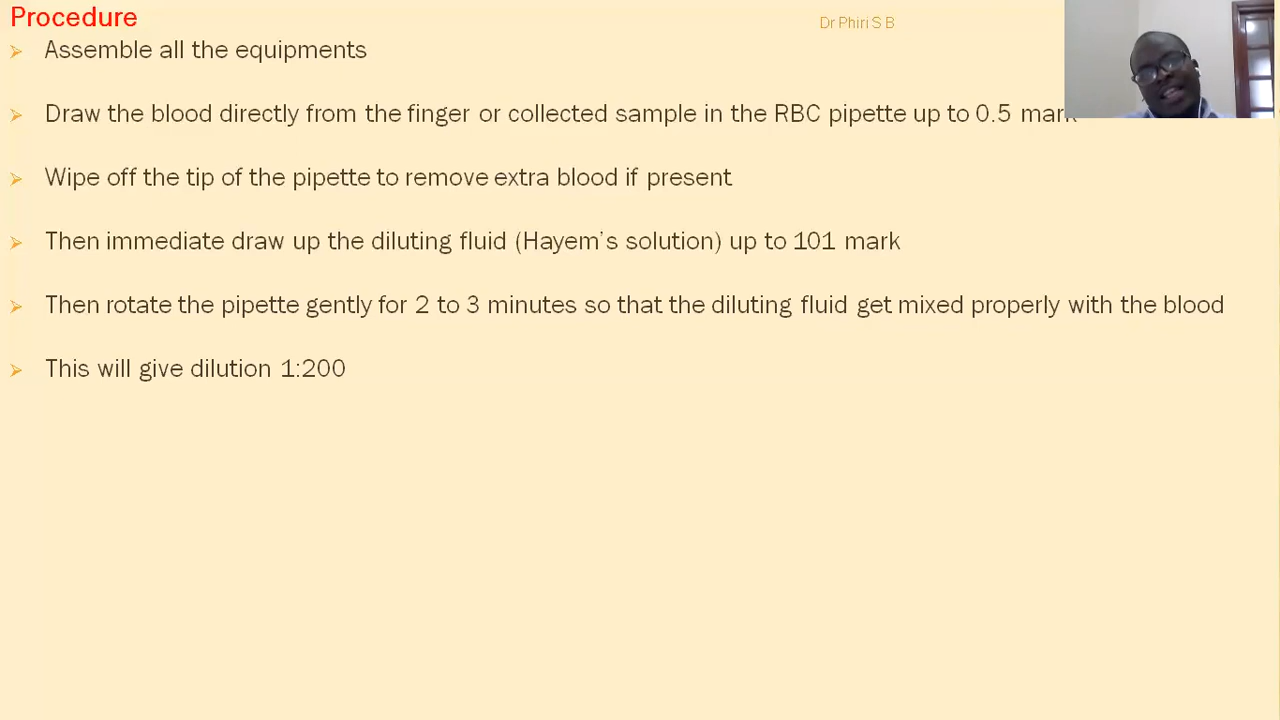 Procedure
Dr Phiri S B
Assemble all the equipments
Draw the blood directly from the finger or collected sample in the RBC pipette up to 0.5 mark
Wipe off the tip of the pipette to remove extra blood if present
Then immediate draw up the diluting fluid (Hayem's solution) up to 101 mark
Then rotate the pipette gently for 2 to 3 minutes so that the diluting fluid get mixed properly with the blood
This will give dilution 1:200